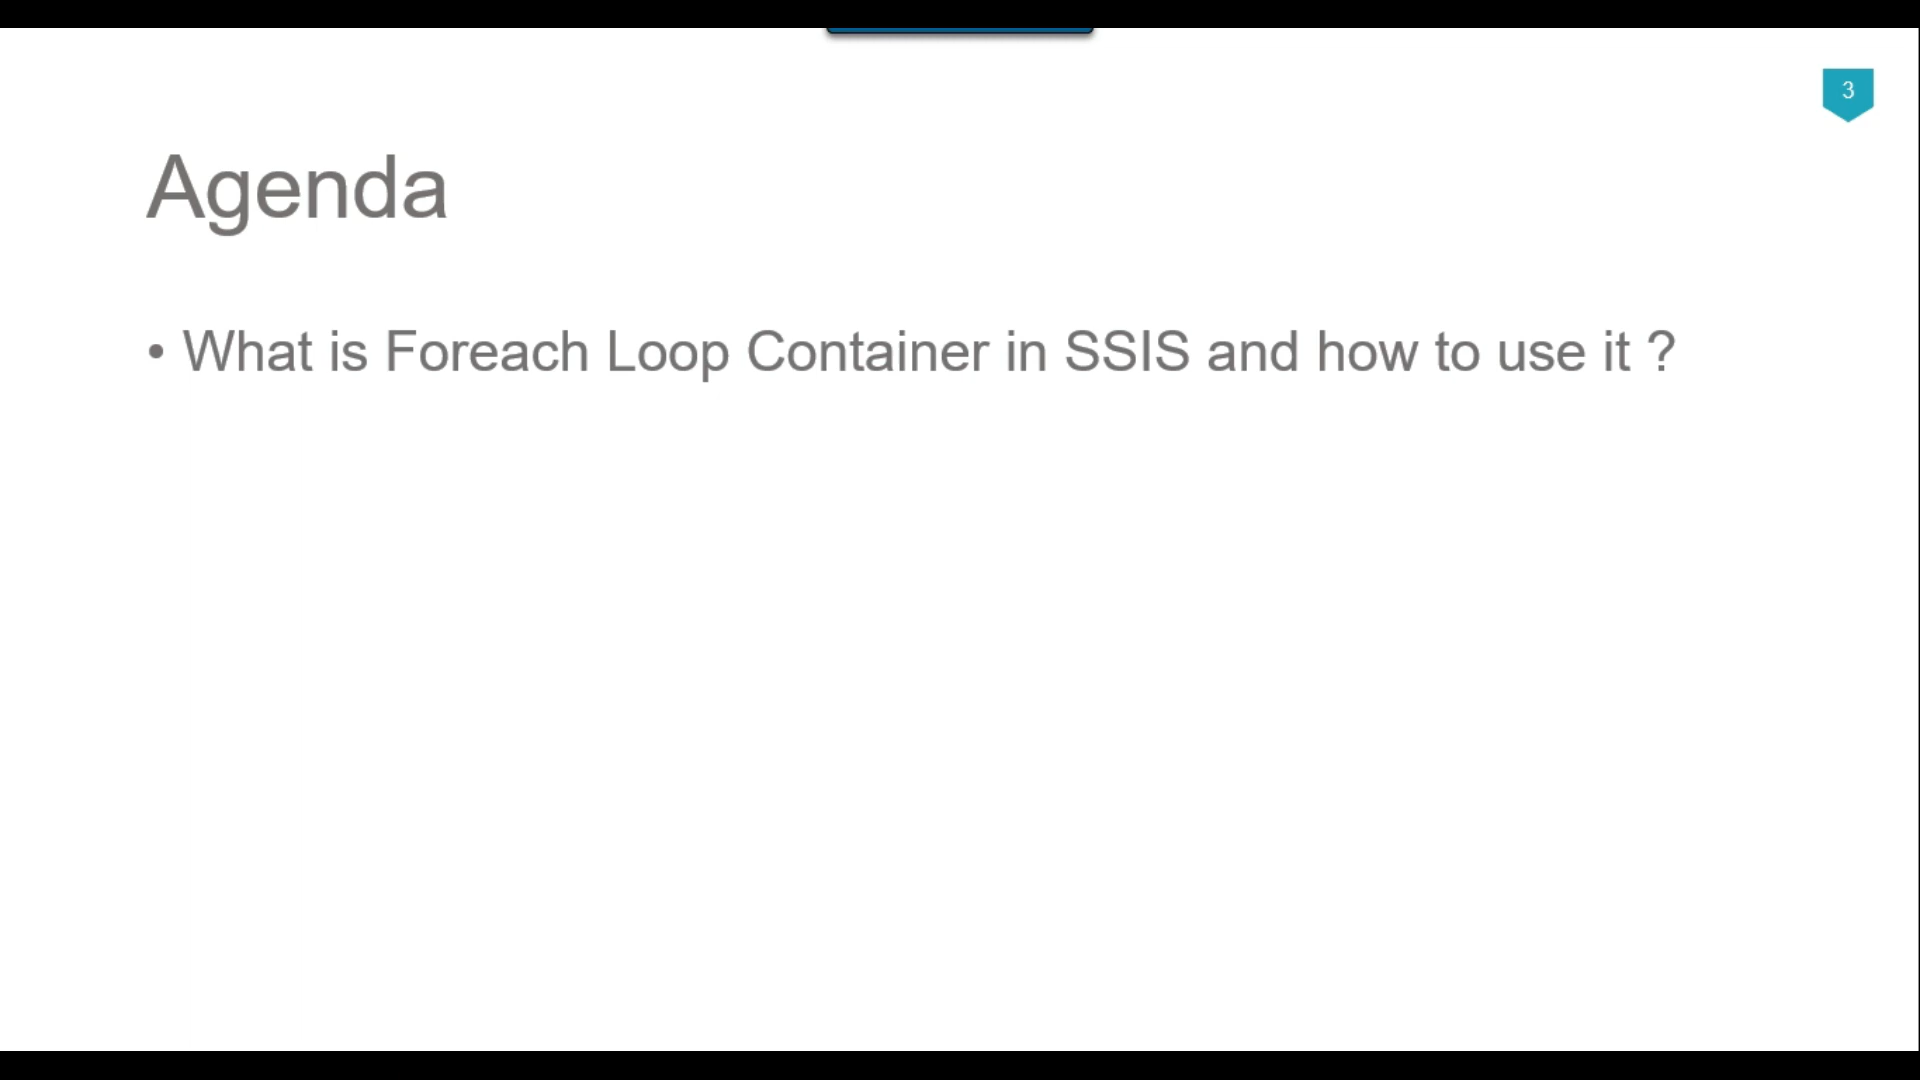 3
Agenda
• What is Foreach Loop Container in SSIS and how to use it ?